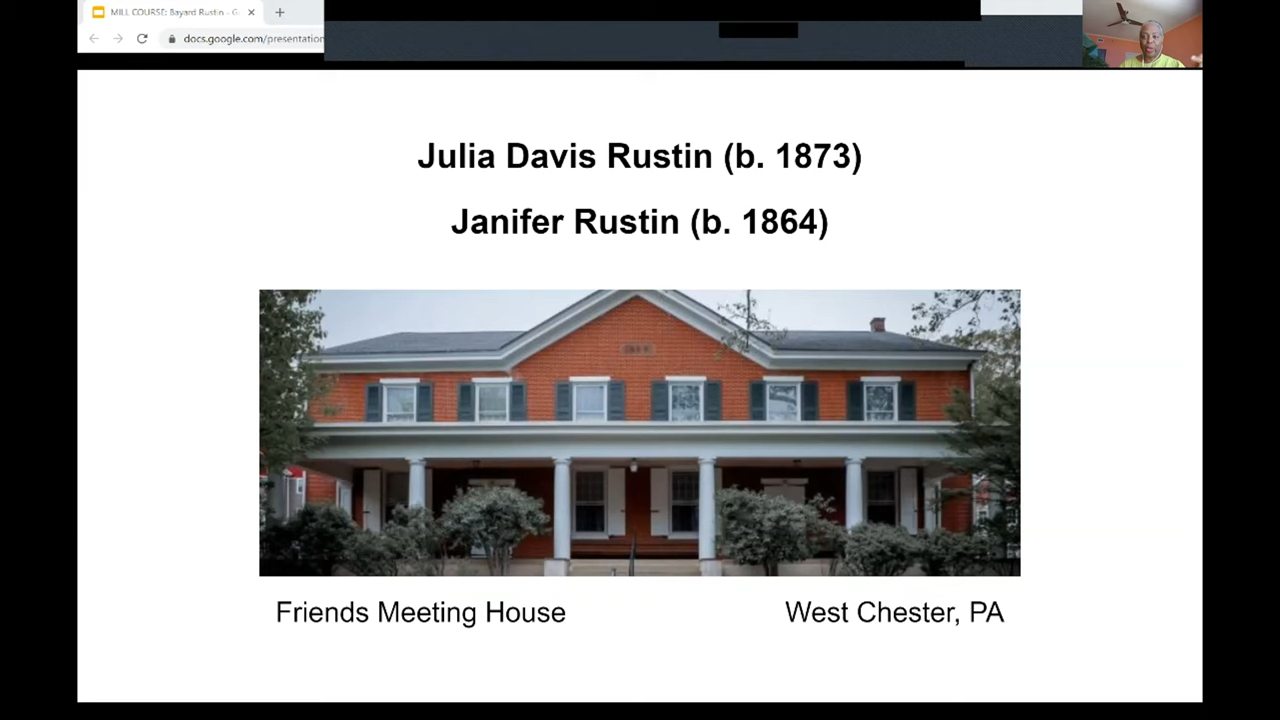 MILL COURSE: Bayard Rustin - G
docs.google.com/presentation
Julia Davis Rustin (b. 1873)
Janifer Rustin (b. 1864)
Friends Meeting House
West Chester, PA